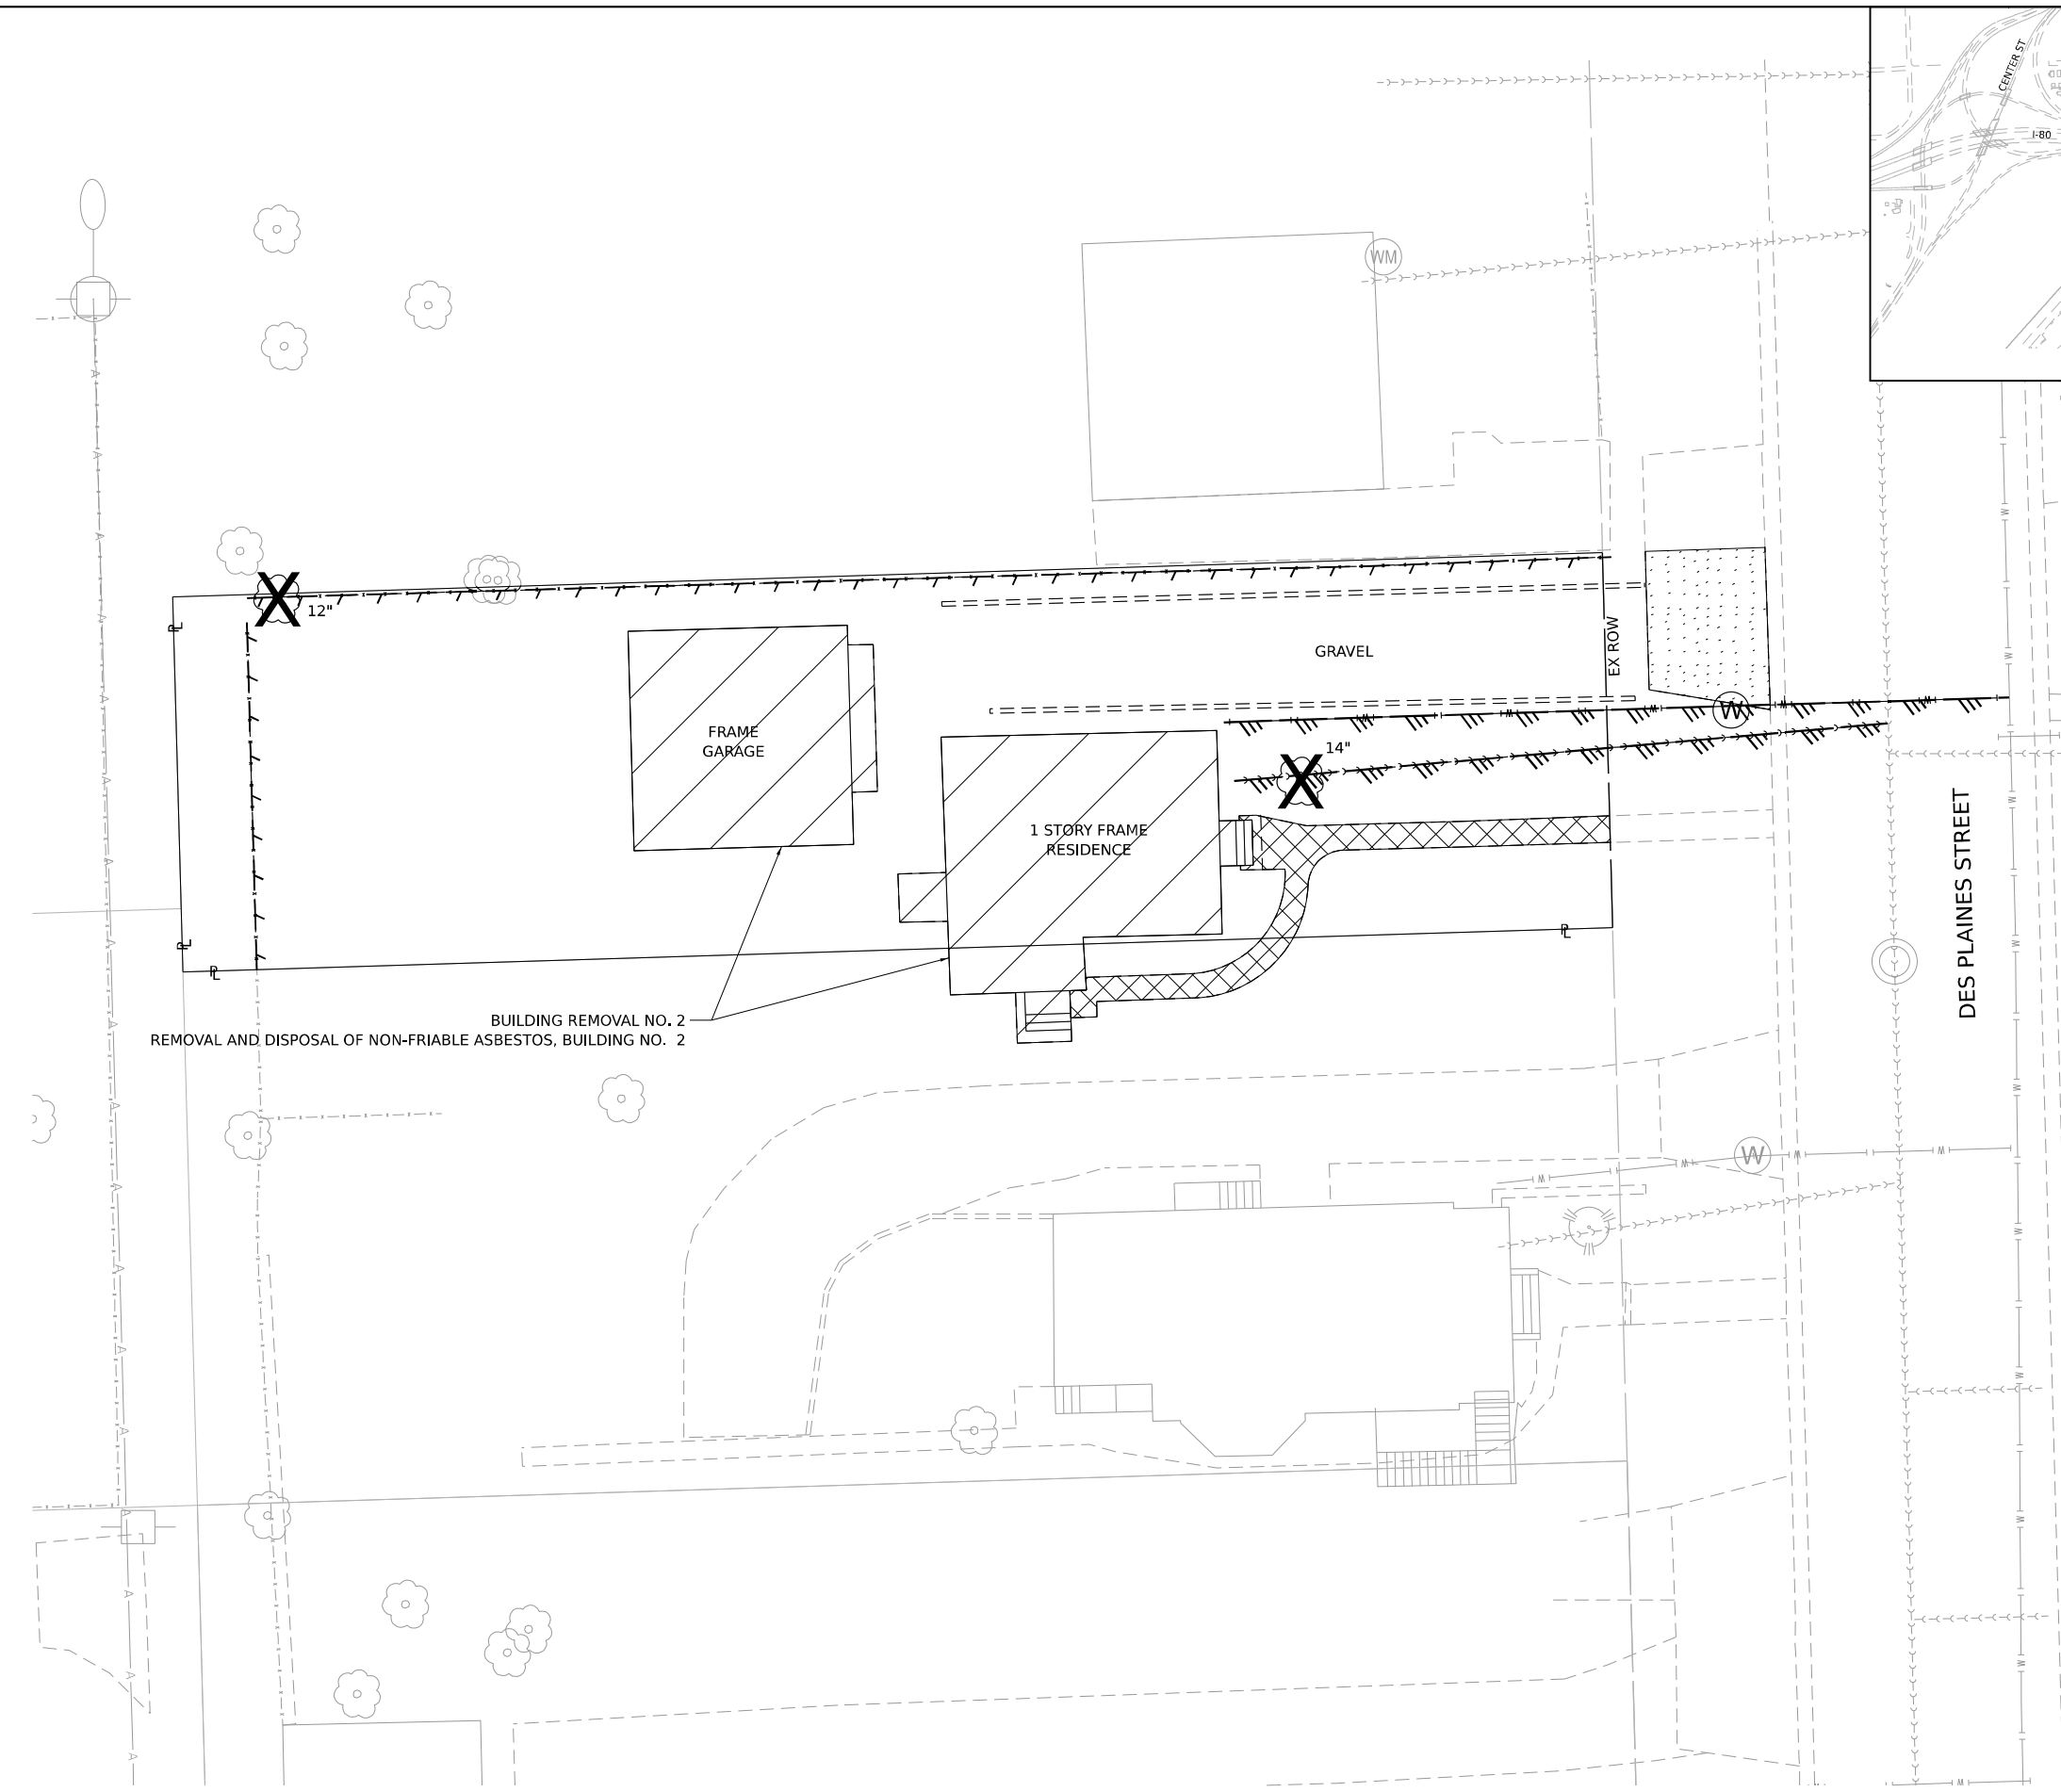 CENTER ST
I-80
WM
12"
GRAVEL
EX ROW
W
FRAME
GARAGE
14"
1 STORY FRAME
RESIDENCE
DES PLAINES STREET
BUILDING REMOVAL NO. 2
REMOVAL AND DISPOSAL OF NON-FRIABLE ASBESTOS, BUILDING NO. 2
W